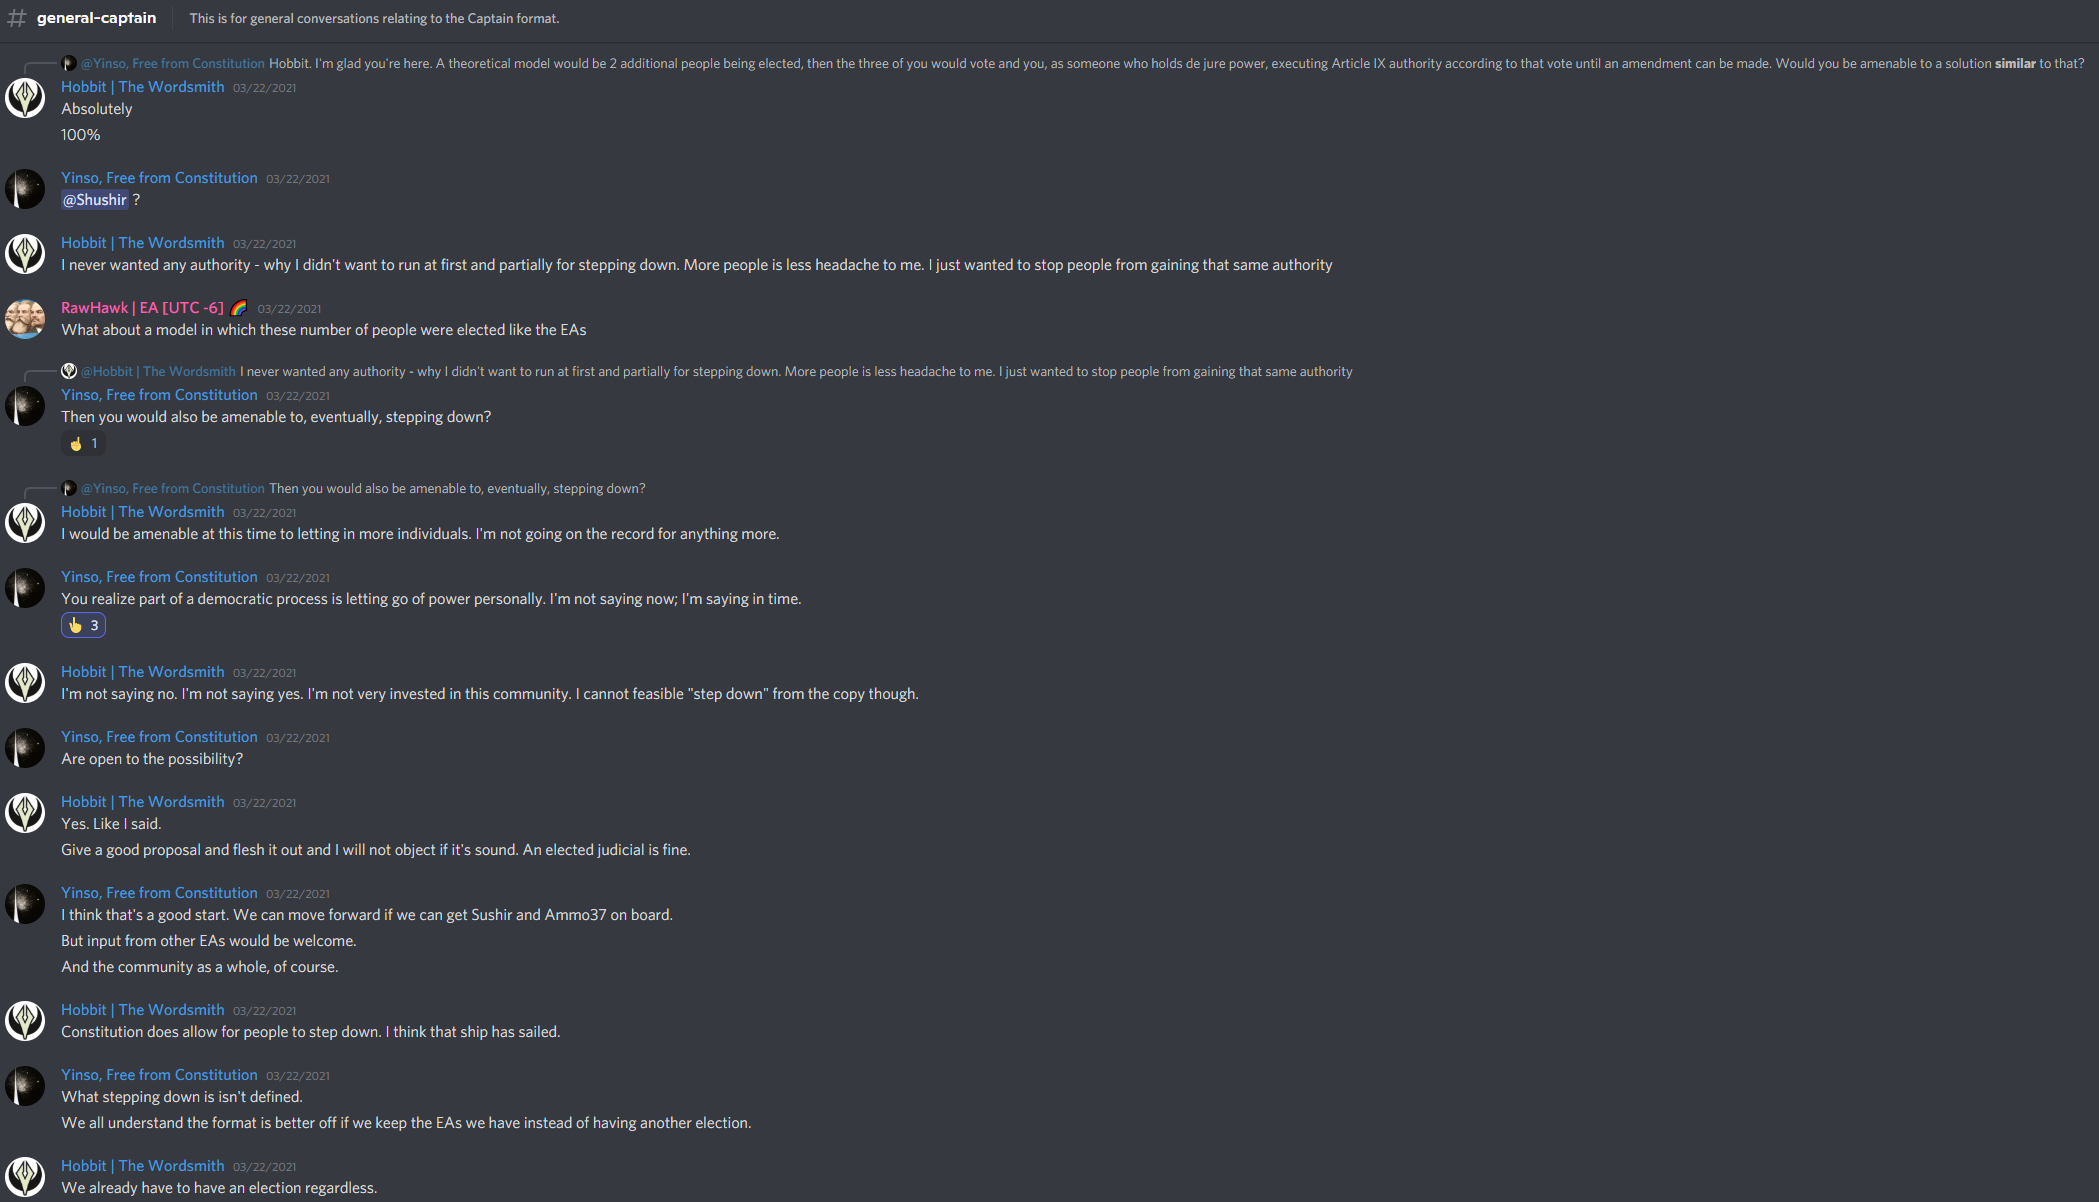 # general-captain This is for general conversations relating to the Captain format.
@Yinso, Free from Constitution Hobbit. I'm glad you're here. A theoretical model would be 2 additional people being elected, then the three of you would vote and you, as someone who holds de jure power, executing Article IX authority according to that vote until an amendment can be made. Would you be amenable to a solution similar to that?
Hobbit | The Wordsmith 03/22/2021
Absolutely
100%
Yinso, Free from Constitution 03/22/2021
@Shushir ?
Hobbit | The Wordsmith 03/22/2021
I never wanted any authority - why I didn't want to run at first and partially for stepping down. More people is less headache to me. I just wanted to stop people from gaining that same authority
RawHawk | EA [UTC -6] 🌈 03/22/2021
What about a model in which these number of people were elected like the EAs
@Hobbit | The Wordsmith I never wanted any authority - why I didn't want to run at first and partially for stepping down. More people is less headache to me. I just wanted to stop people from gaining that same authority
Yinso, Free from Constitution 03/22/2021
Then you would also be amenable to, eventually, stepping down?
1
@Yinso, Free from Constitution Then you would also be amenable to, eventually, stepping down?
Hobbit | The Wordsmith 03/22/2021
I would be amenable at this time to letting in more individuals. I'm not going on the record for anything more.
Yinso, Free from Constitution 03/22/2021
You realize part of a democratic process is letting go of power personally. I'm not saying now; I'm saying in time.
3
Hobbit | The Wordsmith 03/22/2021
I'm not saying no. I'm not saying yes. I'm not very invested in this community. I cannot feasible "step down" from the copy though.
Yinso, Free from Constitution 03/22/2021
Are open to the possibility?
Hobbit | The Wordsmith 03/22/2021
Yes. Like I said.
Give a good proposal and flesh it out and I will not object if it's sound. An elected judicial is fine.
Yinso, Free from Constitution 03/22/2021
I think that's a good start. We can move forward if we can get Sushir and Ammo37 on board.
But input from other EAs would be welcome.
And the community as a whole, of course.
Hobbit | The Wordsmith 03/22/2021
Constitution does allow for people to step down. I think that ship has sailed.
Yinso, Free from Constitution 03/22/2021
What stepping down is isn't defined.
We all understand the format is better off if we keep the EAs we have instead of having another election.
Hobbit | The Wordsmith 03/22/2021
We already have to have an election regardless.